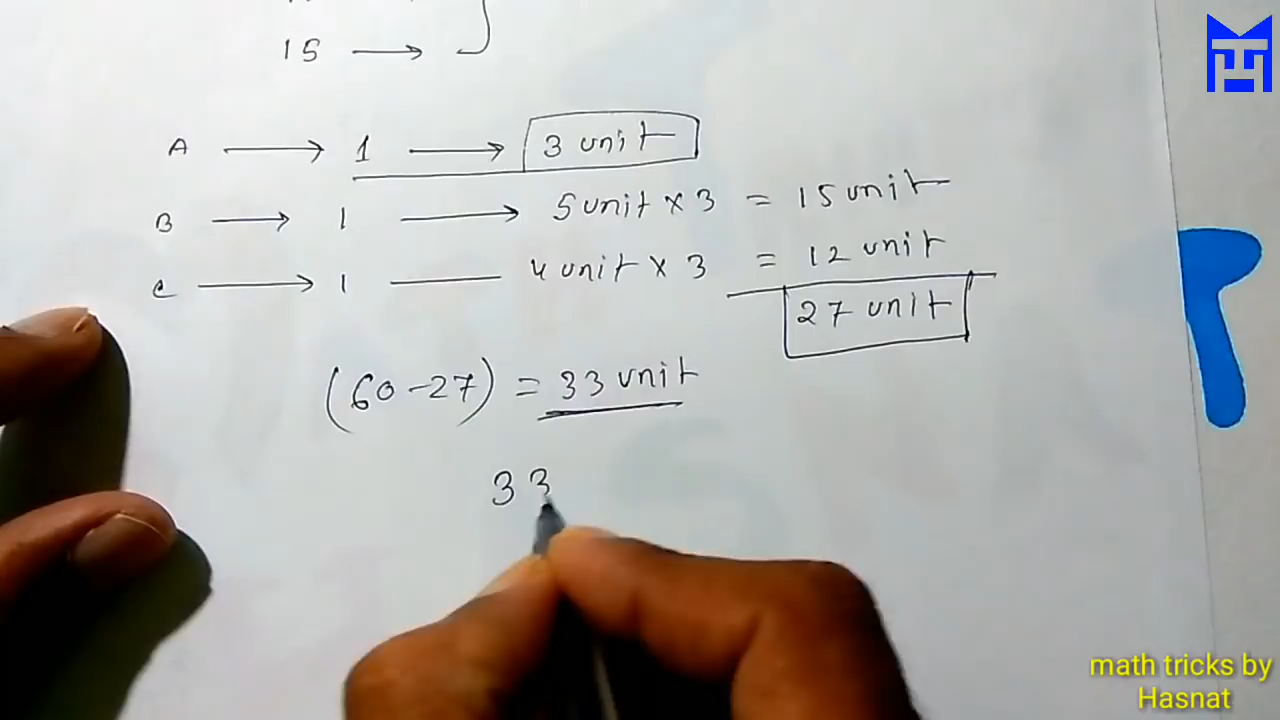 15 →
A → 1 → 3 unit
B → 1 → 5 unit × 3 = 15 unit
C → 1 — 4 unit × 3 = 12 unit
27 unit
(60-27) = 33 unit
33
math tricks by
Hasnat